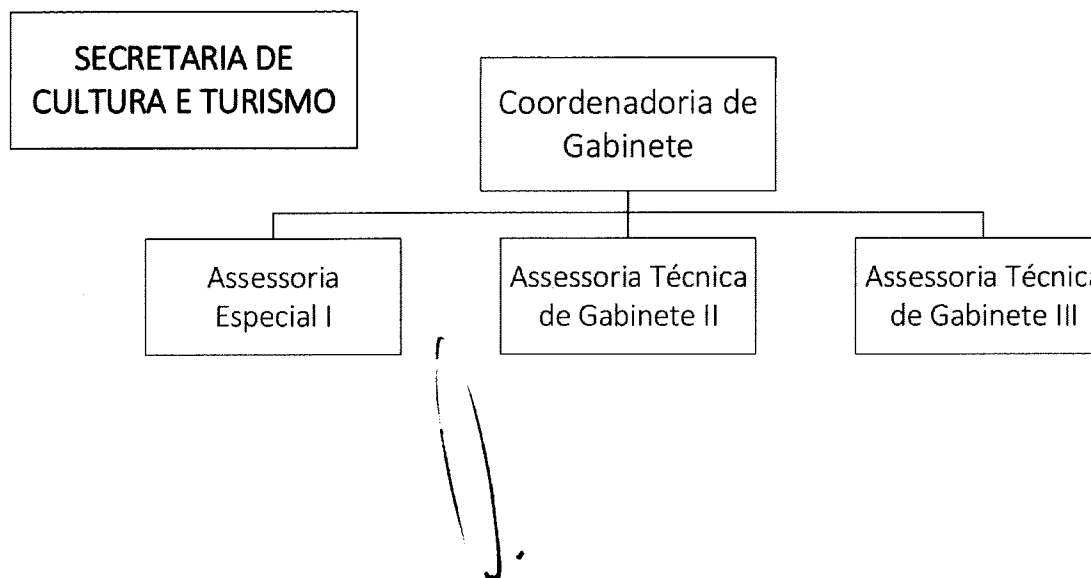 SECRETARIA DE
CULTURA E TURISMO
Coordenadoria de
Gabinete
Assessoria
Especial I
Assessoria Técnica
de Gabinete II
Assessoria Técnica
de Gabinete III